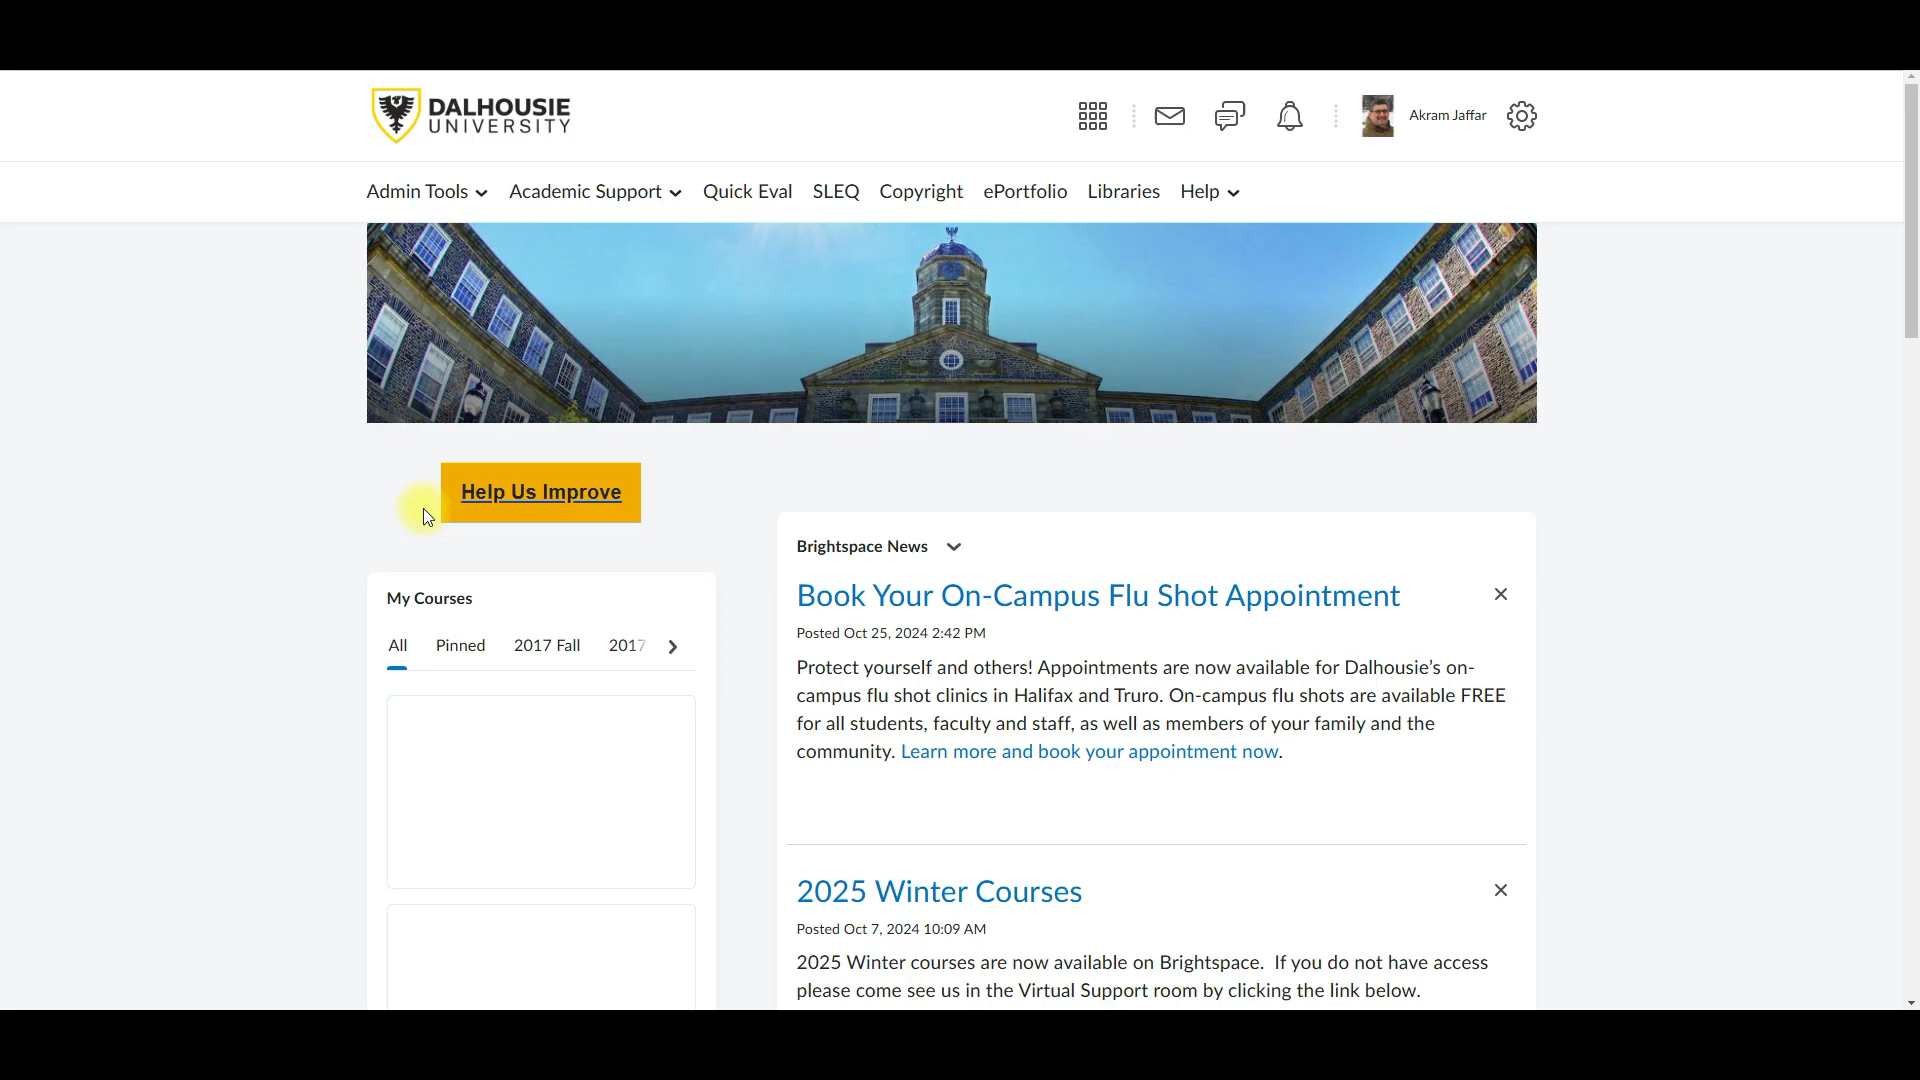 DALHOUSIE
UNIVERSITY
Akram Jaffar
Admin Tools Academic Support Quick Eval SLEQ Copyright ePortfolio Libraries Help
Help Us Improve
My Courses
All Pinned 2017 Fall 2017
Brightspace News
Book Your On-Campus Flu Shot Appointment
Posted Oct 25, 2024 2:42 PM
Protect yourself and others! Appointments are now available for Dalhousie’s on-
campus flu shot clinics in Halifax and Truro. On-campus flu shots are available FREE
for all students, faculty and staff, as well as members of your family and the
community. Learn more and book your appointment now.
2025 Winter Courses
Posted Oct 7, 2024 10:09 AM
2025 Winter courses are now available on Brightspace. If you do not have access
please come see us in the Virtual Support room by clicking the link below.